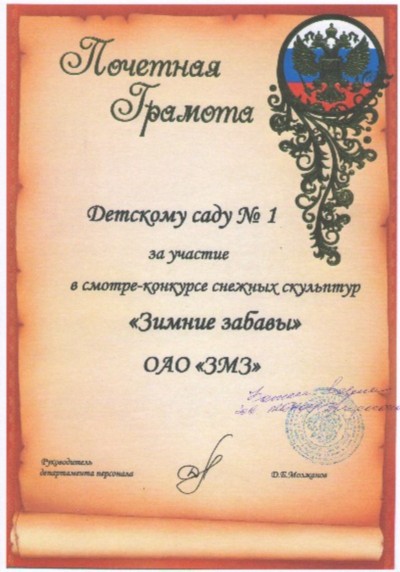 Почетная
Грамота
Детскому саду № 1
за участие
в смотре-конкурсе снежных скульптур
«Зимние забавы»
ОАО «ЗМЗ»
Руководитель
департамента персонала
Д.Е.Мозжанов